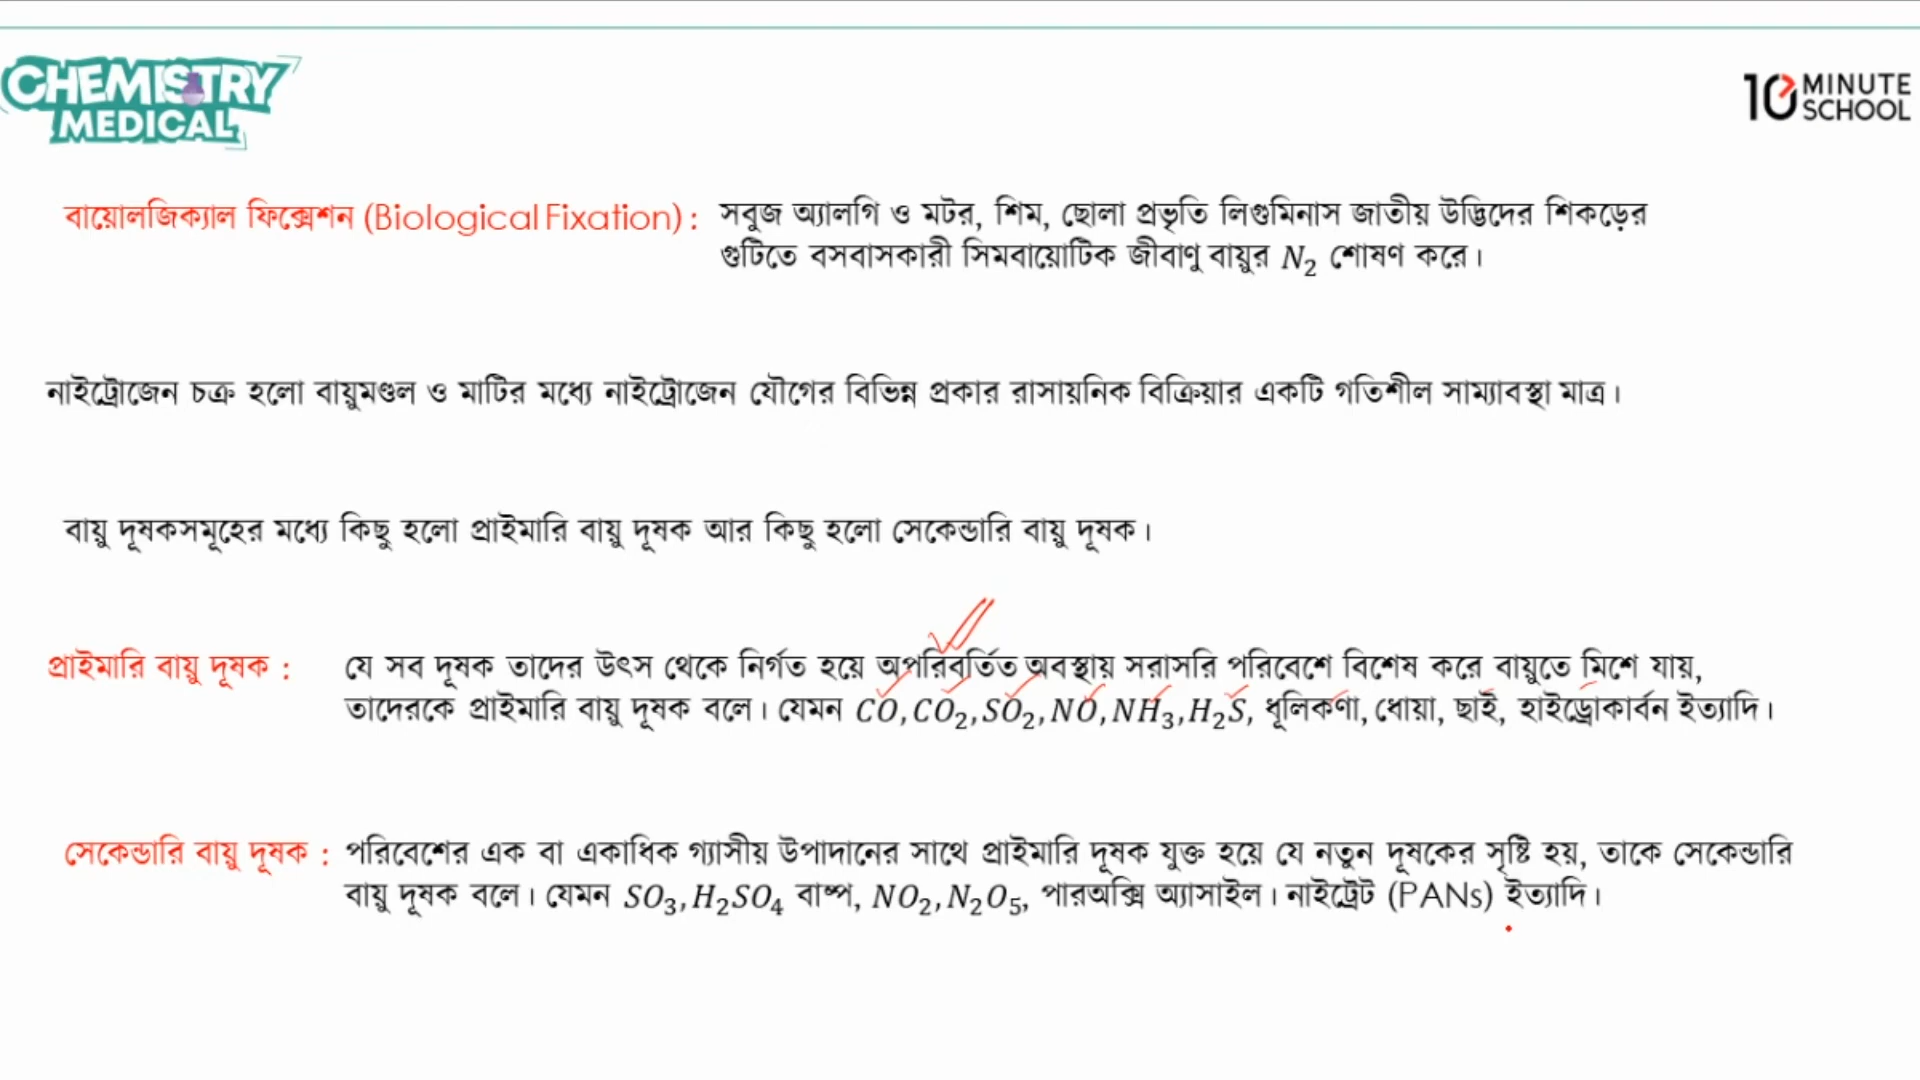 CHEMISTRY
MEDICAL
10 MINUTE
SCHOOL
বায়োলজিক্যাল ফিক্সেশন (Biological Fixation) : সবুজ অ্যালগি ও মটর, শিম, ছোলা প্রভৃতি লিগুমিনাস জাতীয় উদ্ভিদের শিকড়ের
গুটিতে বসবাসকারী সিমবায়োটিক জীবাণু বায়ুর N₂ শোষণ করে।
নাইট্রোজেন চক্র হলো বায়ুমণ্ডল ও মাটির মধ্যে নাইট্রোজেন যৌগের বিভিন্ন প্রকার রাসায়নিক বিক্রিয়ার একটি গতিশীল সাম্যাবস্থা মাত্র।
বায়ু দূষকসমূহের মধ্যে কিছু হলো প্রাইমারি বায়ু দূষক আর কিছু হলো সেকেন্ডারি বায়ু দূষক।
প্রাইমারি বায়ু দূষক : যে সব দূষক তাদের উৎস থেকে নির্গত হয়ে অপরিবর্তিত অবস্থায় সরাসরি পরিবেশে বিশেষ করে বায়ুতে মিশে যায়,
তাদেরকে প্রাইমারি বায়ু দূষক বলে। যেমন CO, CO₂, SO₂, NO, NH₃, H₂S, ধূলিকণা, ধোয়া, ছাই, হাইড্রোকার্বন ইত্যাদি।
সেকেন্ডারি বায়ু দূষক : পরিবেশের এক বা একাধিক গ্যাসীয় উপাদানের সাথে প্রাইমারি দূষক যুক্ত হয়ে যে নতুন দূষকের সৃষ্টি হয়, তাকে সেকেন্ডারি
বায়ু দূষক বলে। যেমন SO₃, H₂SO₄ বাষ্প, NO₂, N₂O₅, পারঅক্সি অ্যাসাইল। নাইট্রেট (PANs) ইত্যাদি।